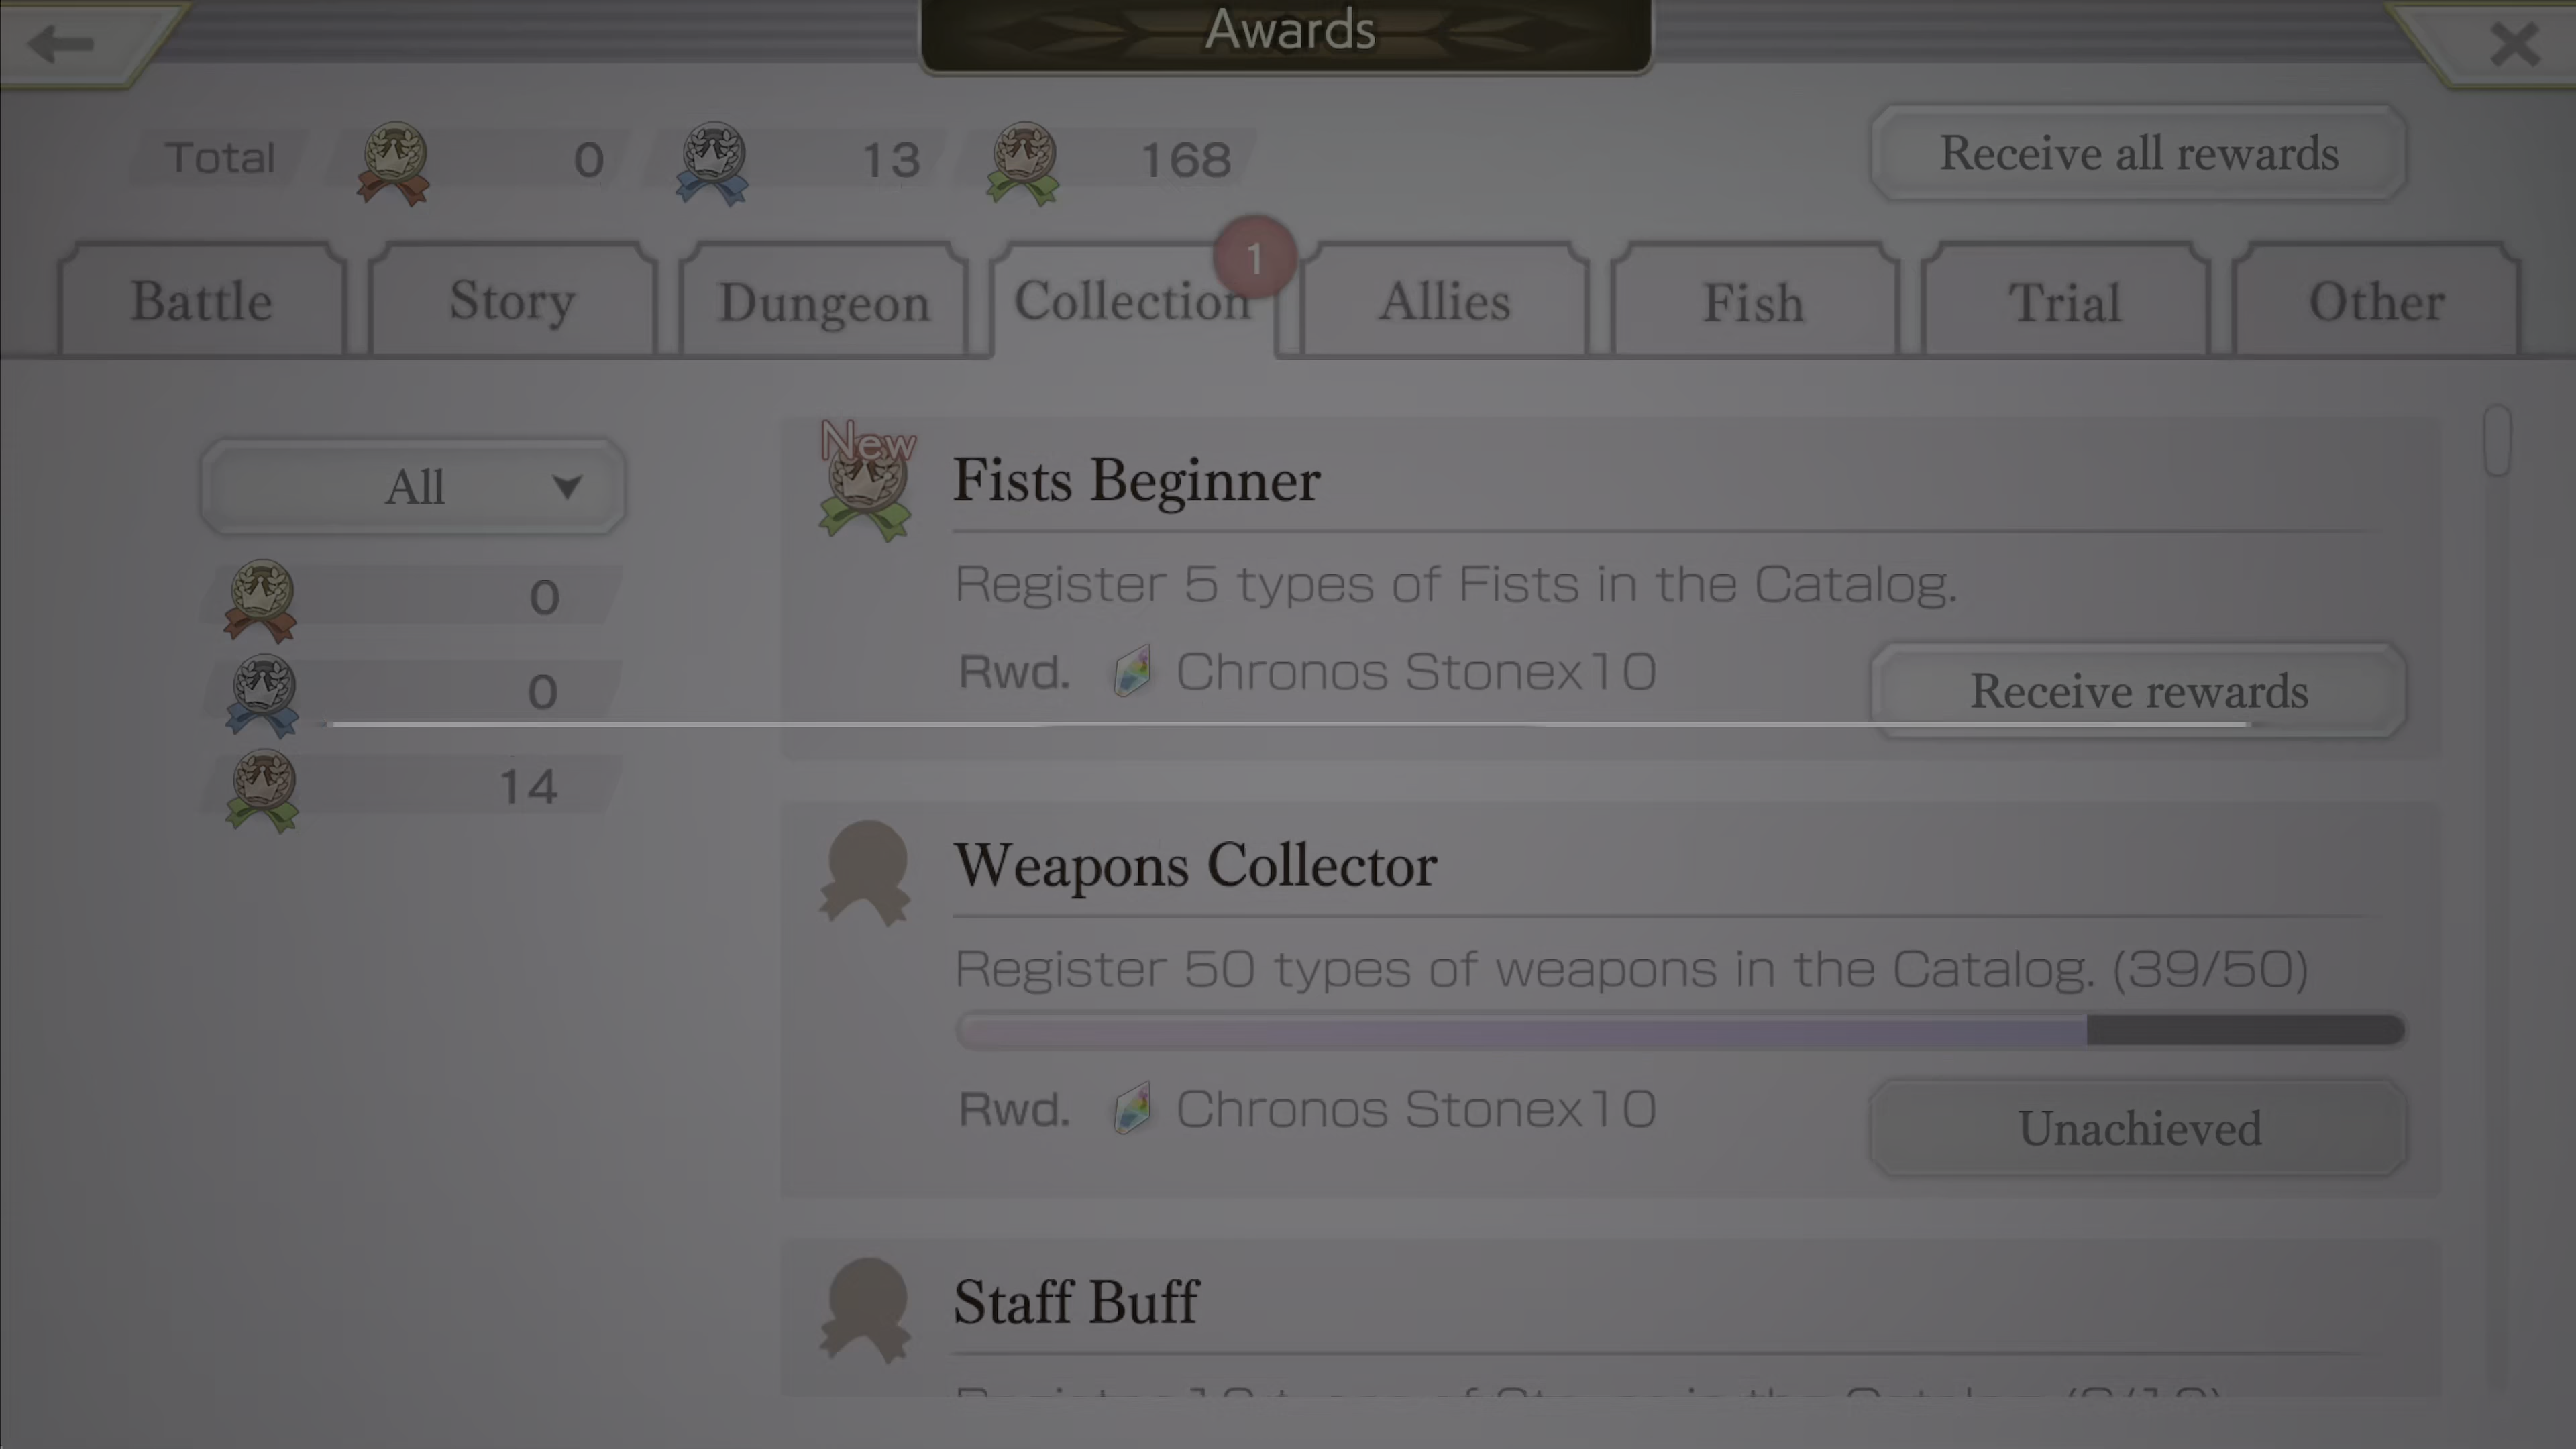 Awards
Total 0 13 168
Receive all rewards
Battle Story Dungeon Collection 1 Allies Fish Trial Other
All
0
0
14
New
Fists Beginner
Register 5 types of Fists in the Catalog.
Rwd. Chronos Stonex10
Receive rewards
Weapons Collector
Register 50 types of weapons in the Catalog. (39/50)
Rwd. Chronos Stonex10
Unachieved
Staff Buff